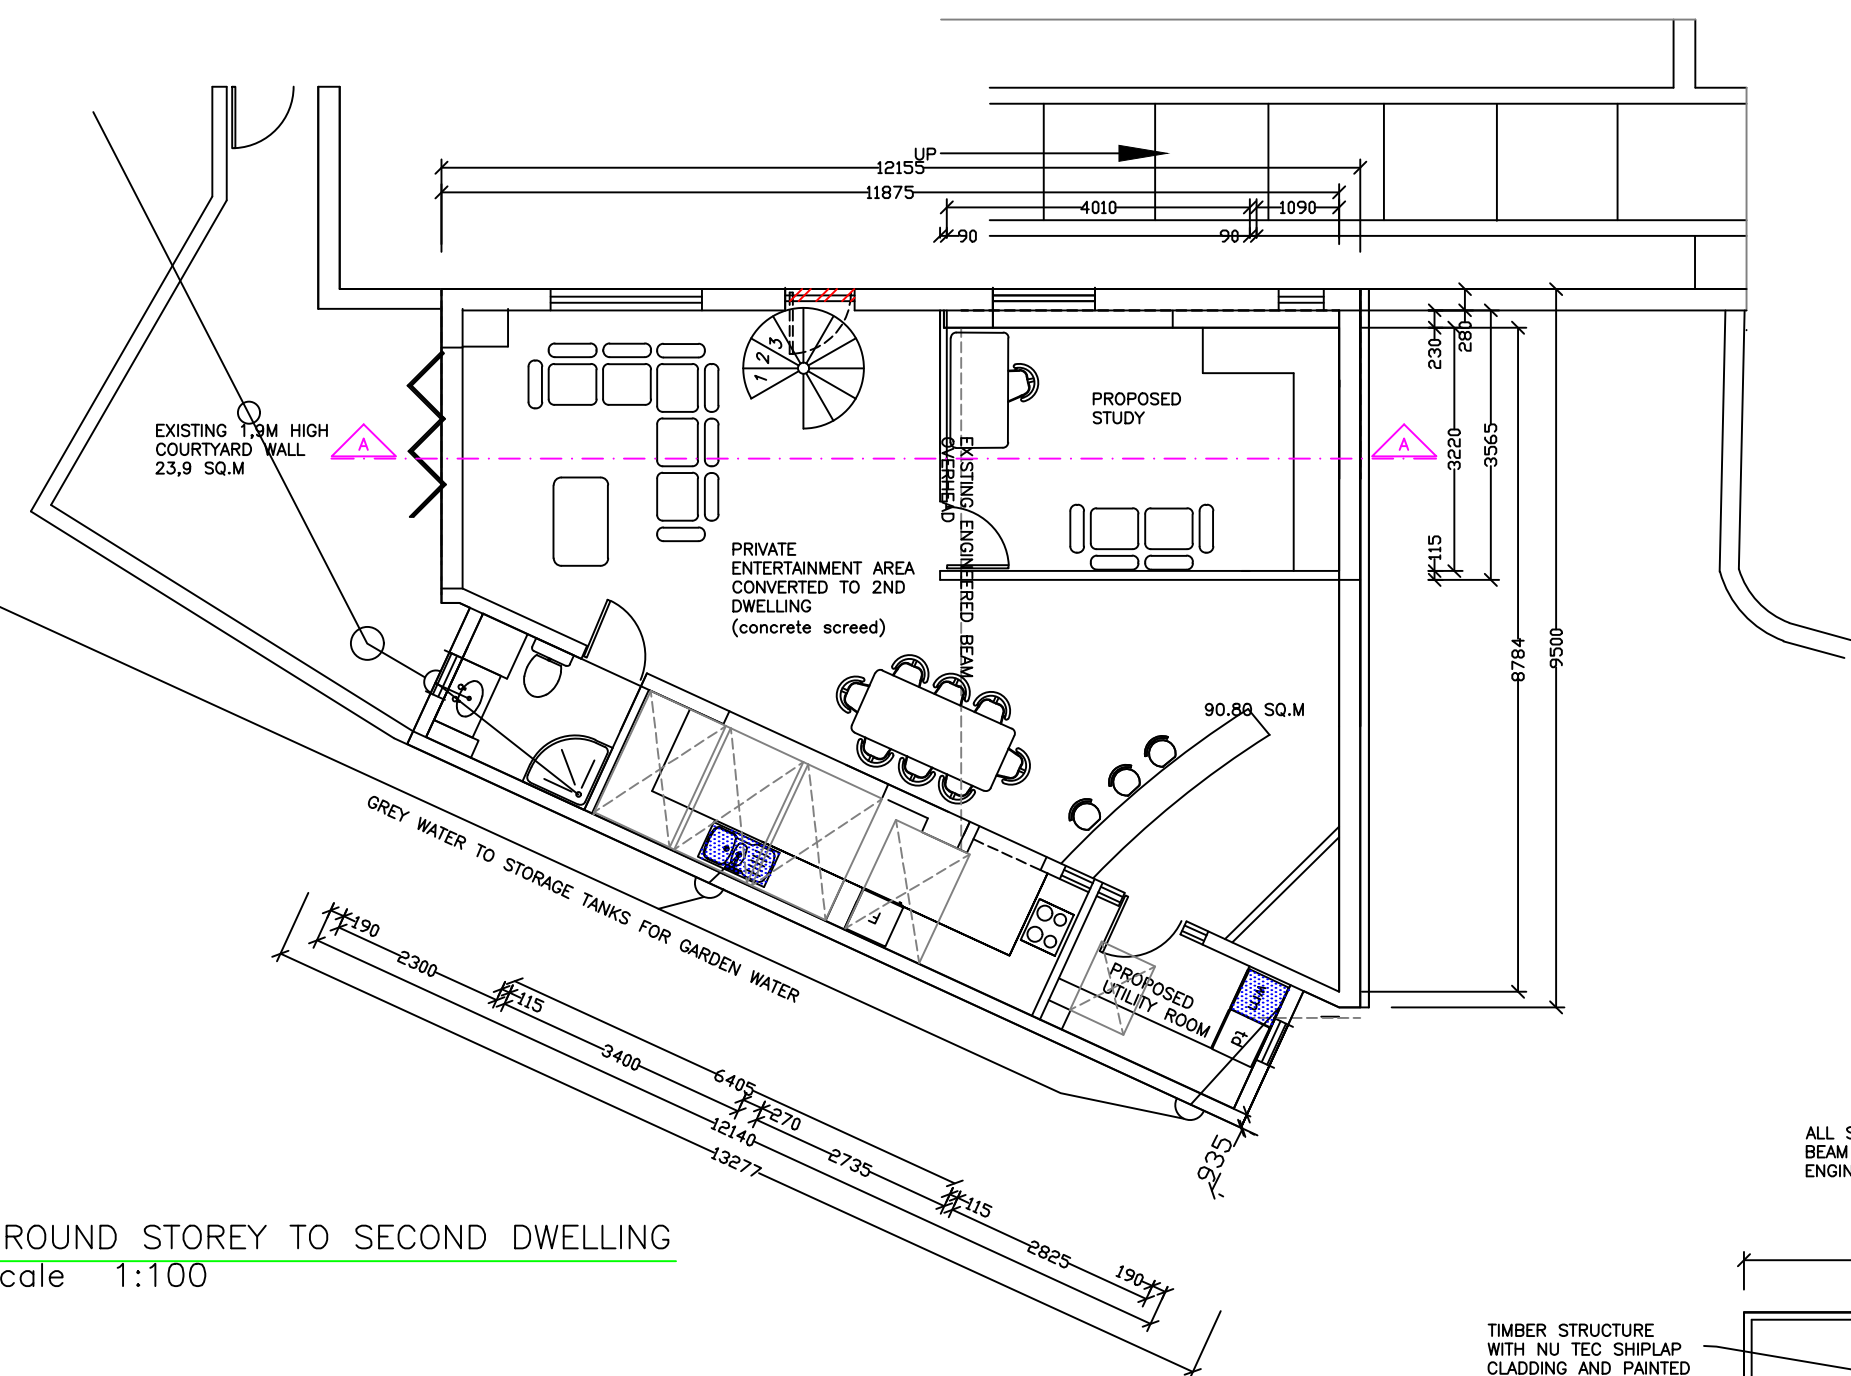 UP
12155
11875
4010
1090
90
90
1
2
3
PROPOSED
STUDY
EXISTING 1,9M HIGH
COURTYARD WALL
23,9 SQ.M
A
A
EXISTING ENGINEERED BEAM
OVERHEAD
230
280
3220
3565
115
8784
9500
PRIVATE
ENTERTAINMENT AREA
CONVERTED TO 2ND
DWELLING
(concrete screed)
90.80 SQ.M
GREY WATER TO STORAGE TANKS FOR GARDEN WATER
F
PROPOSED
UTILITY ROOM
pt
190
2300
115
3400
6405
270
12140
2735
13277
115
2825
190
935
ALL S
BEAM
ENGIN
ROUND STOREY TO SECOND DWELLING
cale 1:100
TIMBER STRUCTURE
WITH NU TEC SHIPLAP
CLADDING AND PAINTED